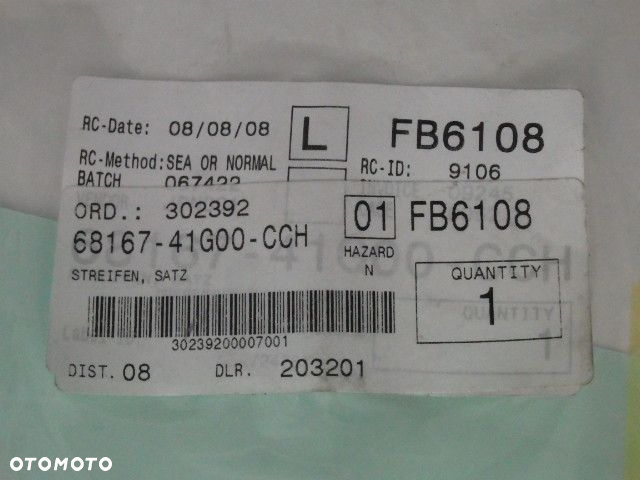 RC-Date: 08/08/08 L FB6108
RC-Method: SEA OR NORMAL RC-ID: 9106
BATCH 067422
ORD.: 302392 01 FB6108
68167-41G00-CCH HAZARD
STREIFEN, SATZ N QUANTITY
1
30239200007001
DIST. 08 DLR. 203201
OTOMOTO